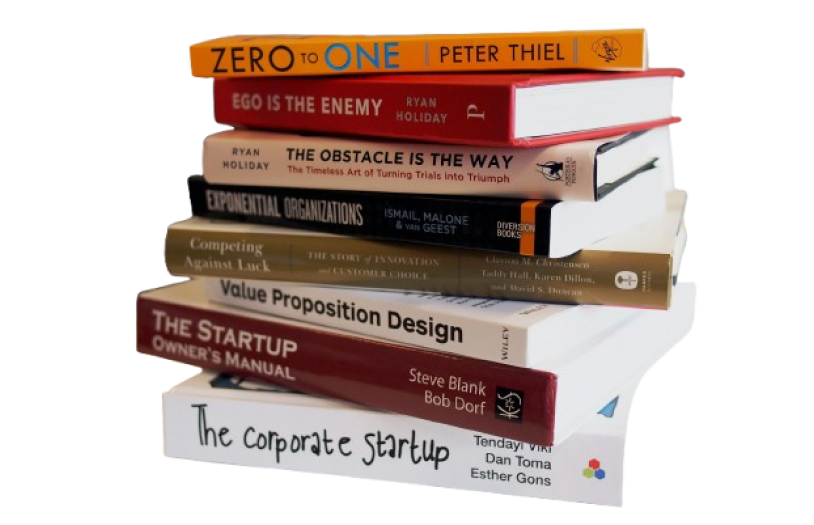 ZERO TO ONE | PETER THIEL |
EGO IS THE ENEMY
RYAN
HOLIDAY
P
RYAN
HOLIDAY
THE OBSTACLE IS THE WAY
The Timeless Art of Turning Trials into Triumph
EXPONENTIAL ORGANIZATIONS
ISMAIL, MALONE
& VAN GEEST
DIVERSION
BOOKS
Competing
Against Luck
THE STORY of INNOVATION
and CUSTOMER CHOICE
Clayton M. Christensen
Taddy Hall, Karen Dillon,
and David S. Duncan
Value Proposition Design
WILEY
THE STARTUP
OWNER'S MANUAL
Steve Blank
Bob Dorf
K&S
The corporate startup
Tendayi Viki
Dan Toma
Esther Gons